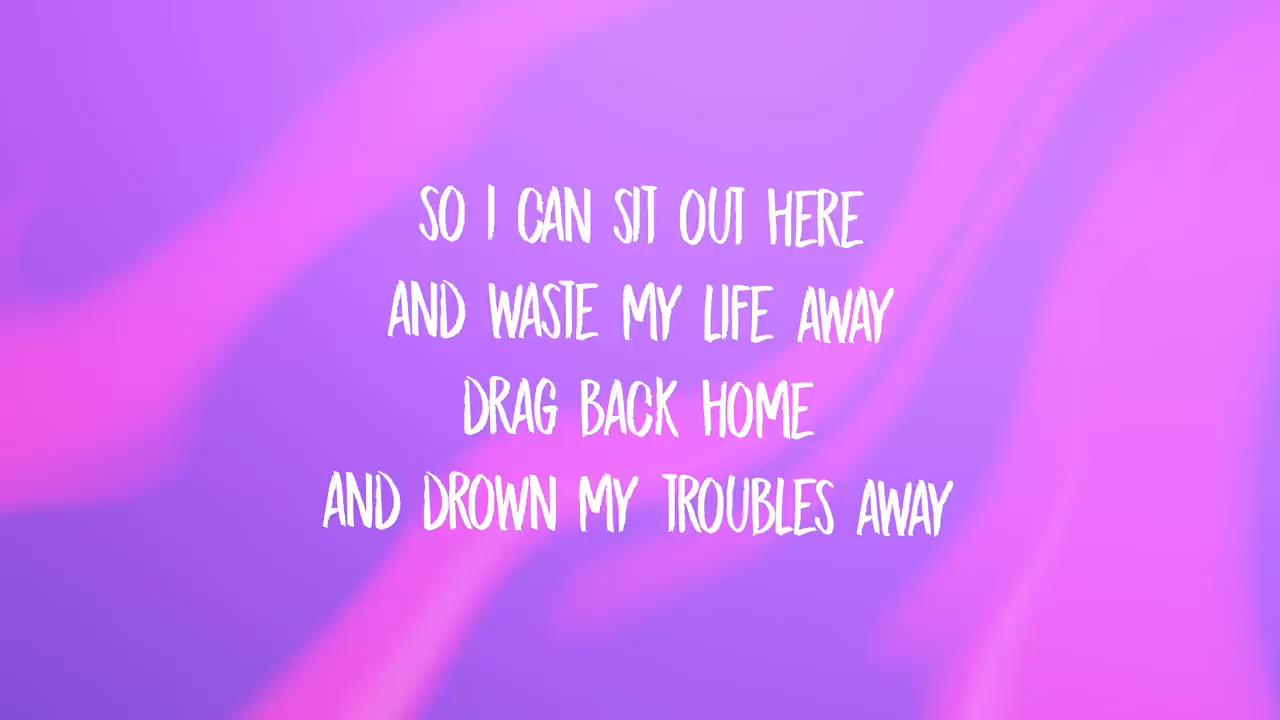 SO I CAN SIT OUT HERE
AND WASTE MY LIFE AWAY
DRAG BACK HOME
AND DROWN MY TROUBLES AWAY